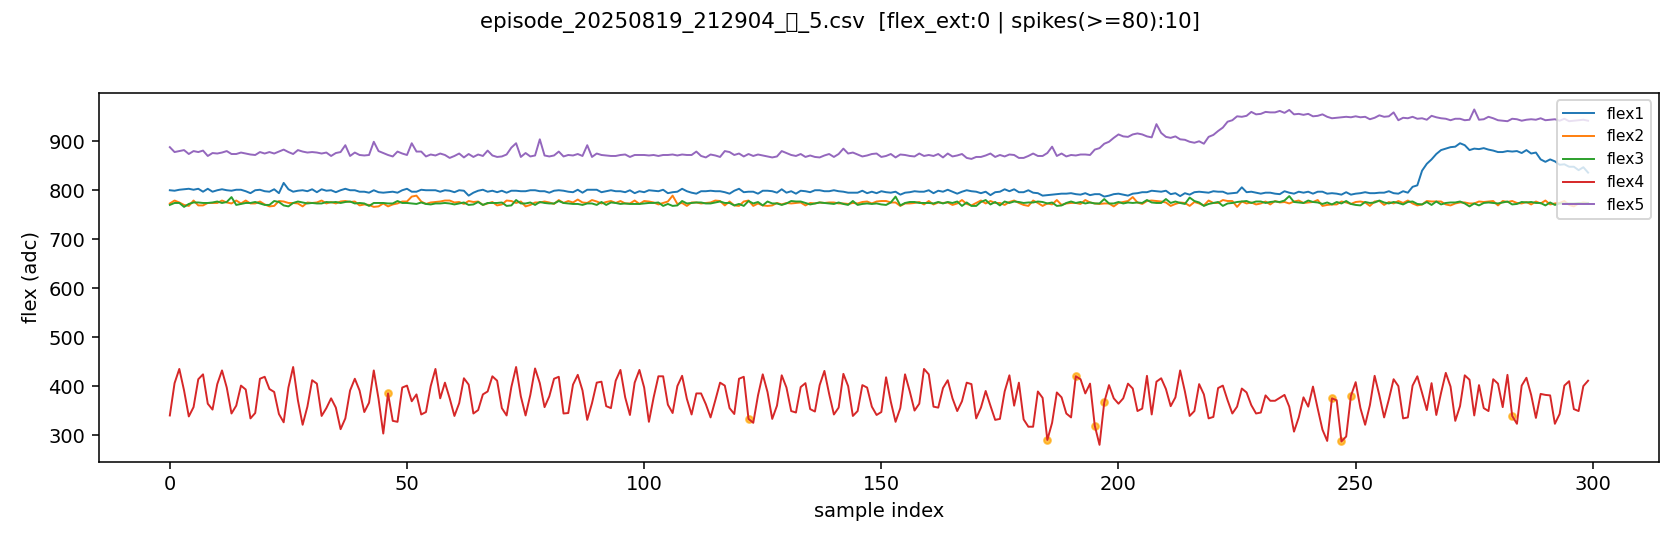 episode_20250819_212904_▯_5.csv  [flex_ext:0 | spikes(>=80):10]
flex (adc)
900
800
700
600
500
400
300
0
50
100
150
200
250
300
sample index
flex1
flex2
flex3
flex4
flex5